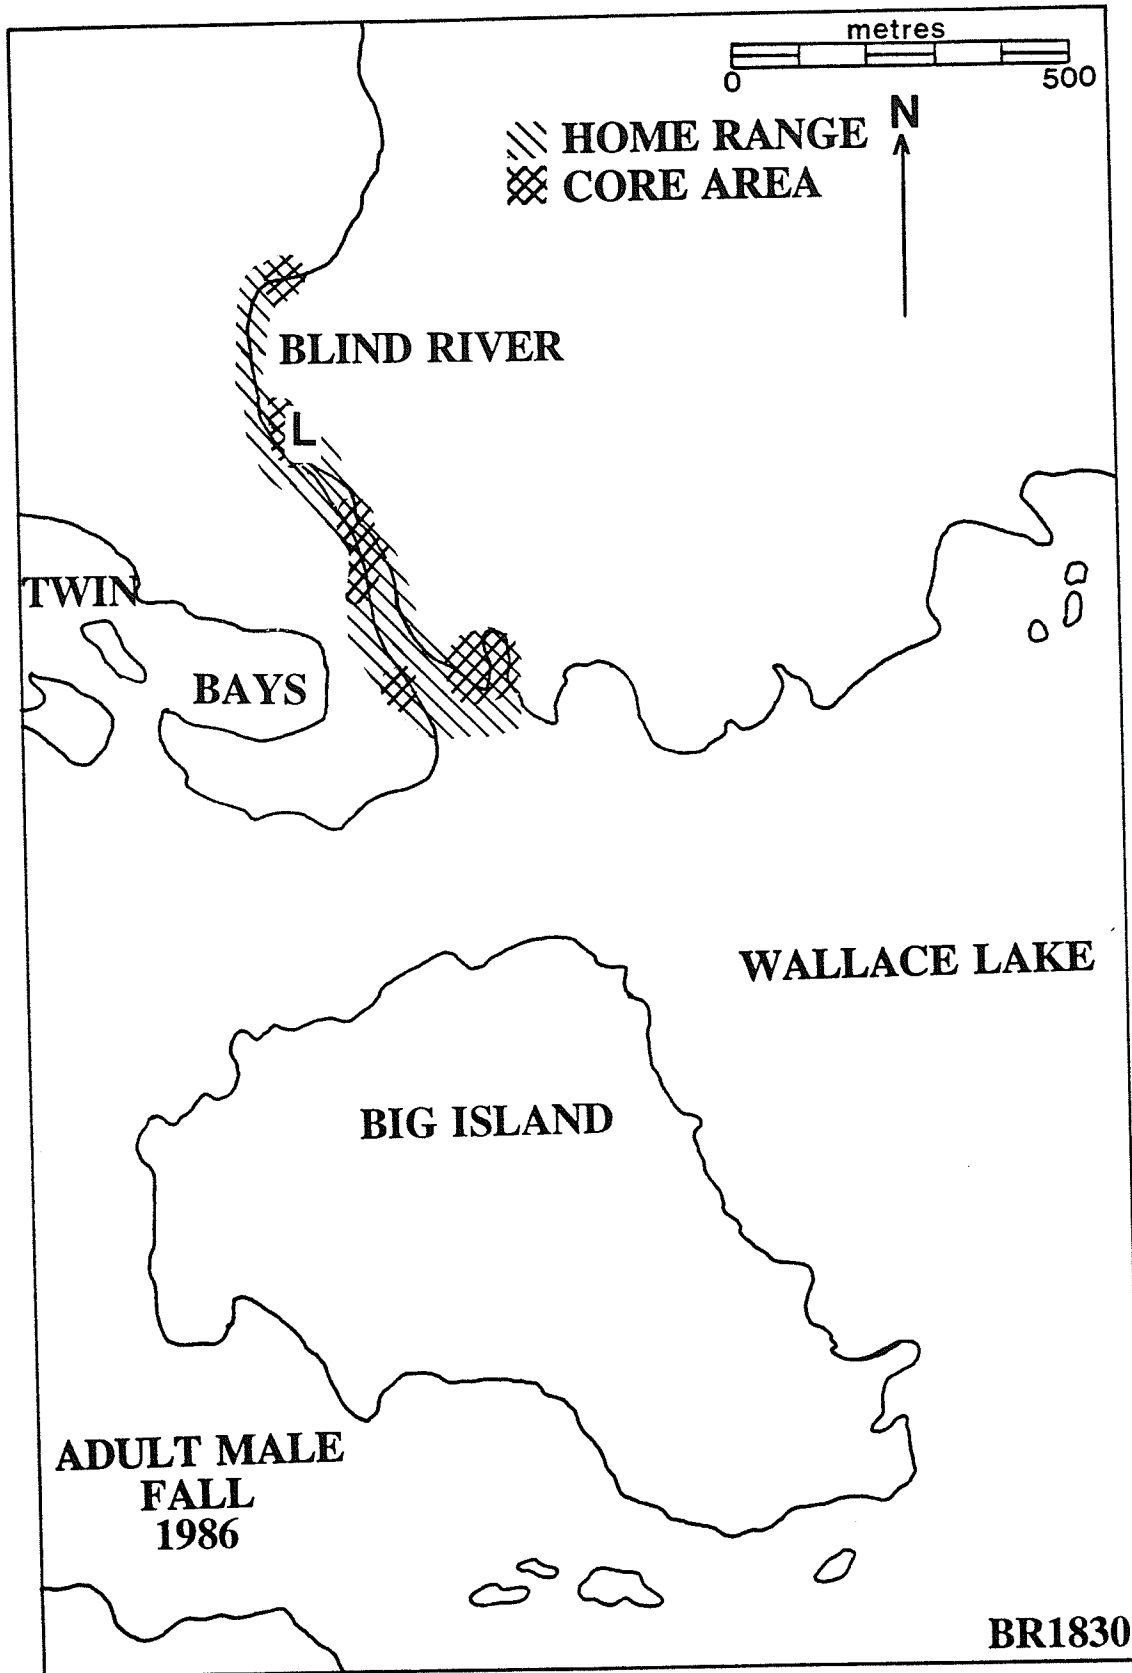 metres
0 500
N
HOME RANGE
CORE AREA
BLIND RIVER
L
TWIN
BAYS
WALLACE LAKE
BIG ISLAND
ADULT MALE
FALL
1986
BR1830